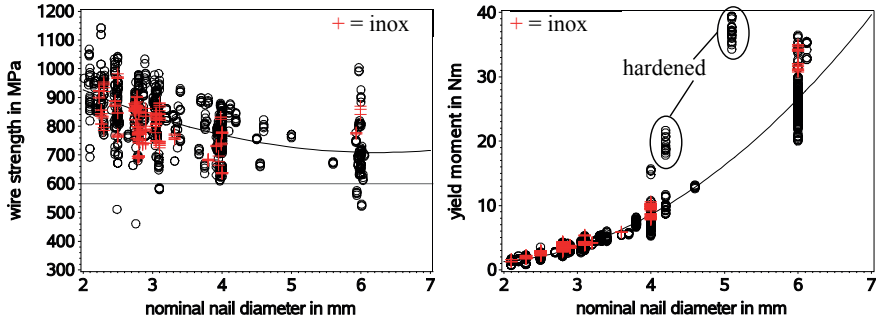 + = inox
1200
1100
1000
900
800
700
600
500
400
300
wire strength in MPa
2 3 4 5 6 7
nominal nail diameter in mm
+ = inox
hardened
40
30
20
10
0
yield moment in Nm
2 3 4 5 6 7
nominal nail diameter in mm